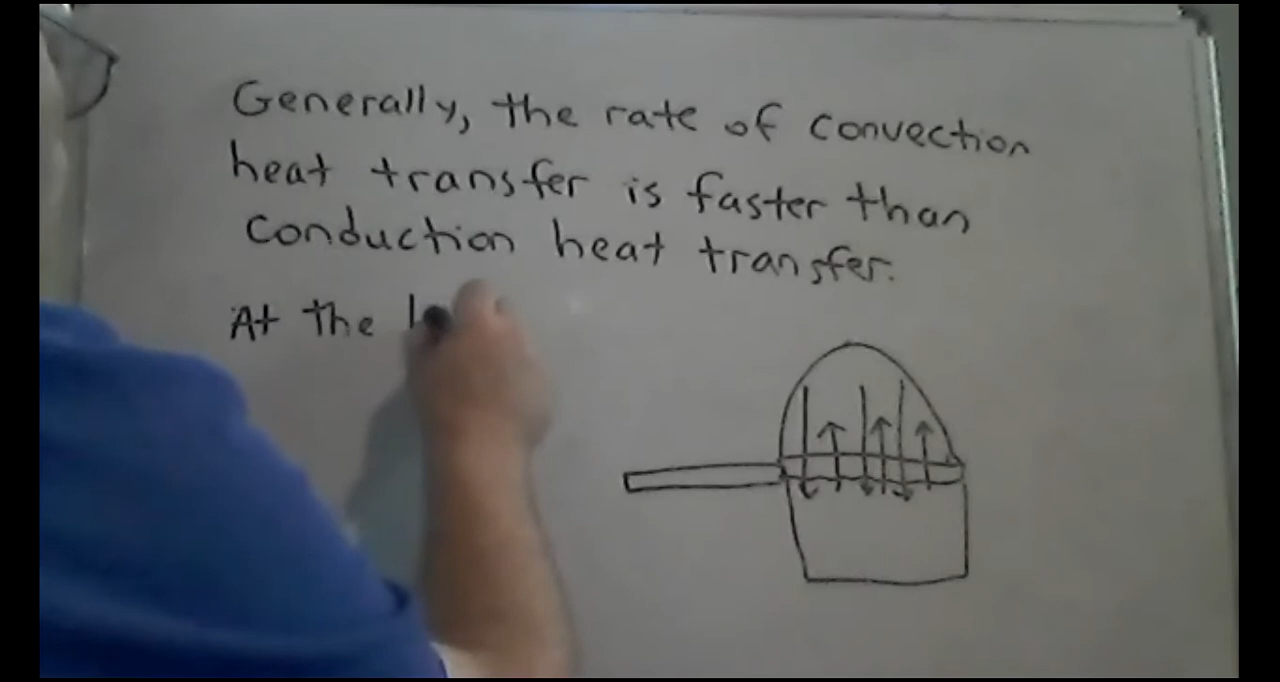 Generally, the rate of convection
heat transfer is faster than
conduction heat transfer.
At the